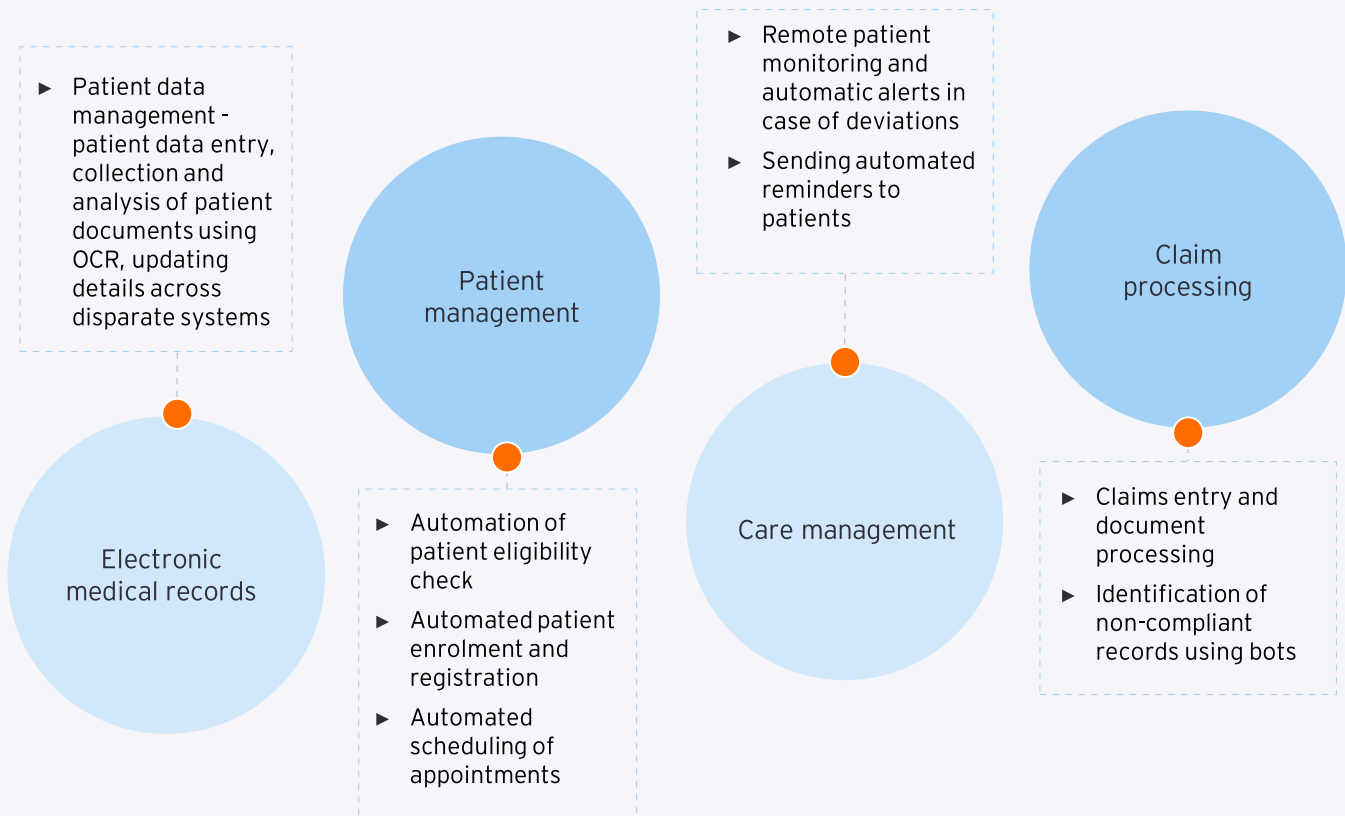 ► Patient data
management -
patient data entry,
collection and
analysis of patient
documents using
OCR, updating
details across
disparate systems
Electronic
medical records
Patient
management
► Automation of
patient eligibility
check
► Automated patient
enrolment and
registration
► Automated
scheduling of
appointments
► Remote patient
monitoring and
automatic alerts in
case of deviations
► Sending automated
reminders to
patients
Care management
Claim
processing
► Claims entry and
document
processing
► Identification of
non-compliant
records using bots